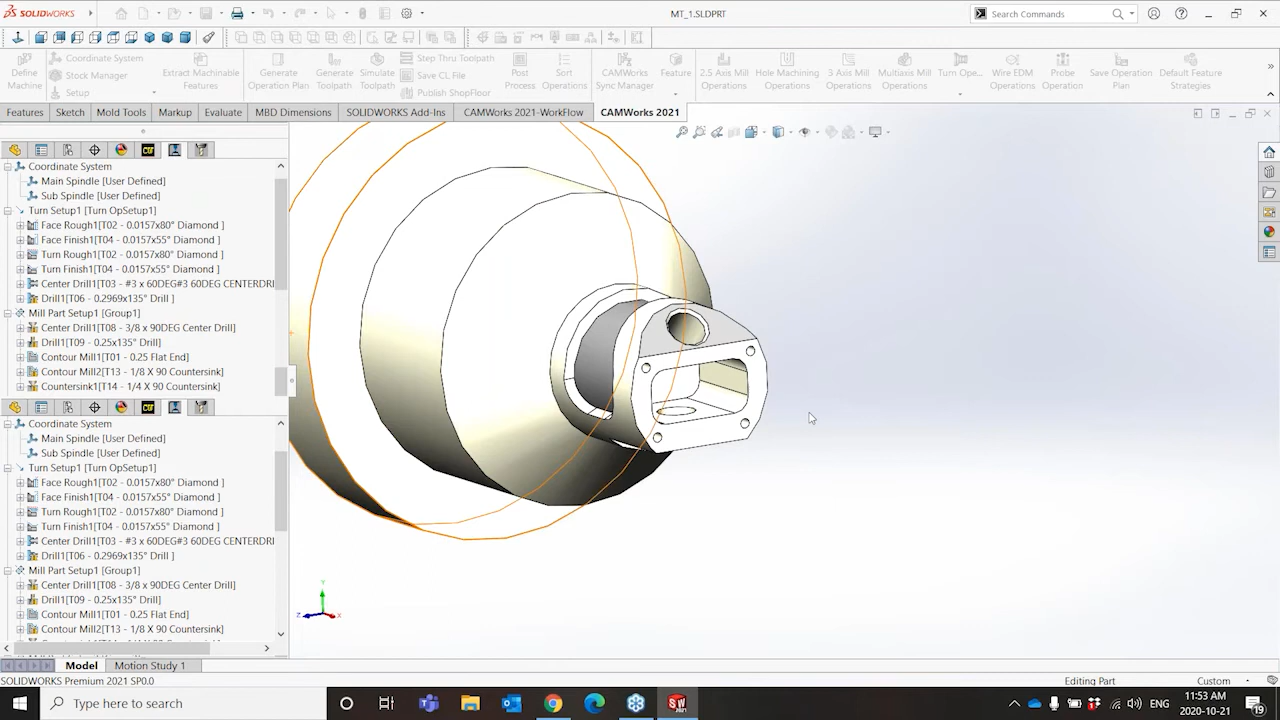 SOLIDWORKS
MT_1.SLDPRT
Search Commands
Define Machine
Coordinate System
Stock Manager
Setup
Extract Machinable Features
Generate Operation Plan
Generate Toolpath
Simulate Toolpath
Step Thru Toolpath
Save CL File
Publish ShopFloor
Post Process
Sort Operations
CAMWorks Sync Manager
Feature
2.5 Axis Mill Operations
Hole Machining Operations
3 Axis Mill Operations
Multiaxis Mill Operations
Turn Ope...
Wire EDM Operations
Probe Operation
Save Operation Plan
Default Feature Strategies
Features
Sketch
Mold Tools
Markup
Evaluate
MBD Dimensions
SOLIDWORKS Add-Ins
CAMWorks 2021-WorkFlow
CAMWorks 2021
Coordinate System
Main Spindle [User Defined]
Sub Spindle [User Defined]
Turn Setup1 [Turn OpSetup1]
Face Rough1[T02 - 0.0157x80° Diamond ]
Face Finish1[T04 - 0.0157x55° Diamond ]
Turn Rough1[T02 - 0.0157x80° Diamond ]
Turn Finish1[T04 - 0.0157x55° Diamond ]
Center Drill1[T03 - #3 x 60DEG#3 60DEG CENTERDRI
Drill1[T06 - 0.2969x135° Drill ]
Mill Part Setup1 [Group1]
Center Drill1[T08 - 3/8 x 90DEG Center Drill]
Drill1[T09 - 0.25x135° Drill]
Contour Mill1[T01 - 0.25 Flat End]
Contour Mill2[T13 - 1/8 X 90 Countersink]
Countersink1[T14 - 1/4 X 90 Countersink]
Coordinate System
Main Spindle [User Defined]
Sub Spindle [User Defined]
Turn Setup1 [Turn OpSetup1]
Face Rough1[T02 - 0.0157x80° Diamond ]
Face Finish1[T04 - 0.0157x55° Diamond ]
Turn Rough1[T02 - 0.0157x80° Diamond ]
Turn Finish1[T04 - 0.0157x55° Diamond ]
Center Drill1[T03 - #3 x 60DEG#3 60DEG CENTERDRI
Drill1[T06 - 0.2969x135° Drill ]
Mill Part Setup1 [Group1]
Center Drill1[T08 - 3/8 x 90DEG Center Drill]
Drill1[T09 - 0.25x135° Drill]
Contour Mill1[T01 - 0.25 Flat End]
Contour Mill2[T13 - 1/8 X 90 Countersink]
Y
Z
X
Model
Motion Study 1
SOLIDWORKS Premium 2021 SP0.0
Editing Part
Custom
Type here to search
ENG
11:53 AM
2020-10-21
19